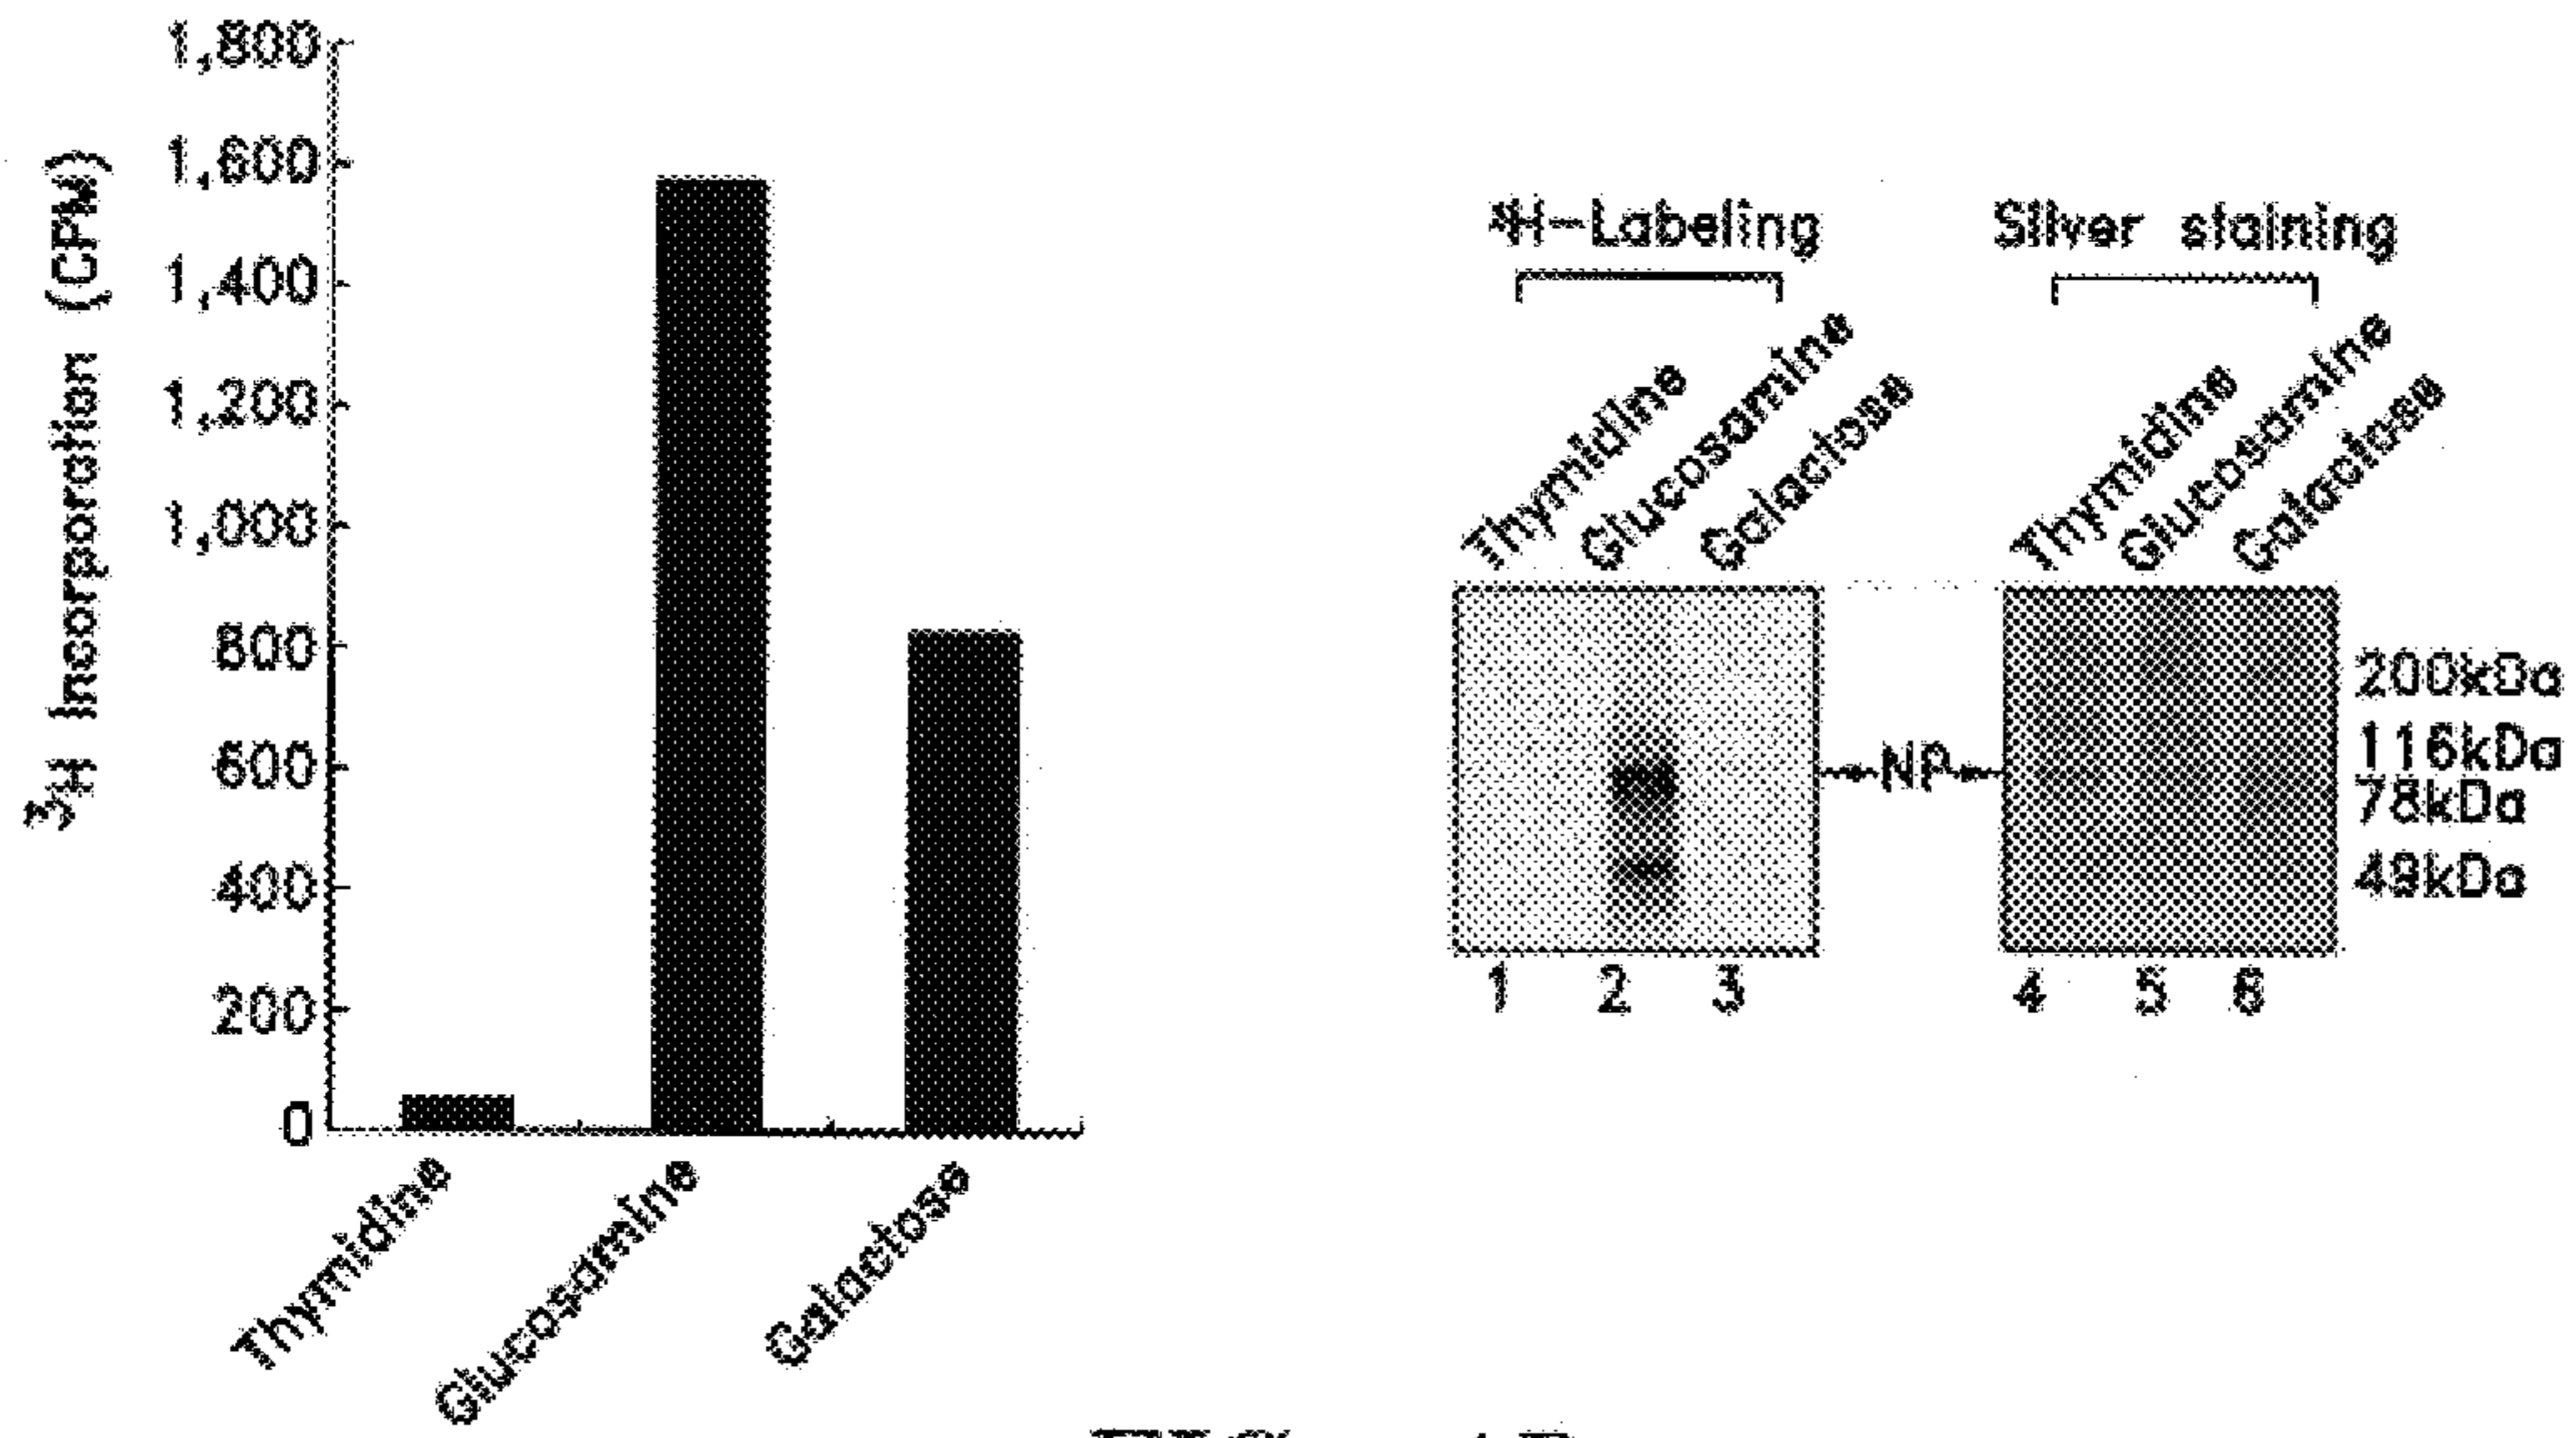 ³H Incorporation (CPM)
1,800
1,600
1,400
1,200
1,000
800
600
400
200
0
Thymidine
Glucosamine
Galactose
³H-Labeling
Thymidine
Glucosamine
Galactose
1 2 3
NP
Silver staining
Thymidine
Glucosamine
Galactose
4 5 6
200kDa
116kDa
78kDa
49kDa